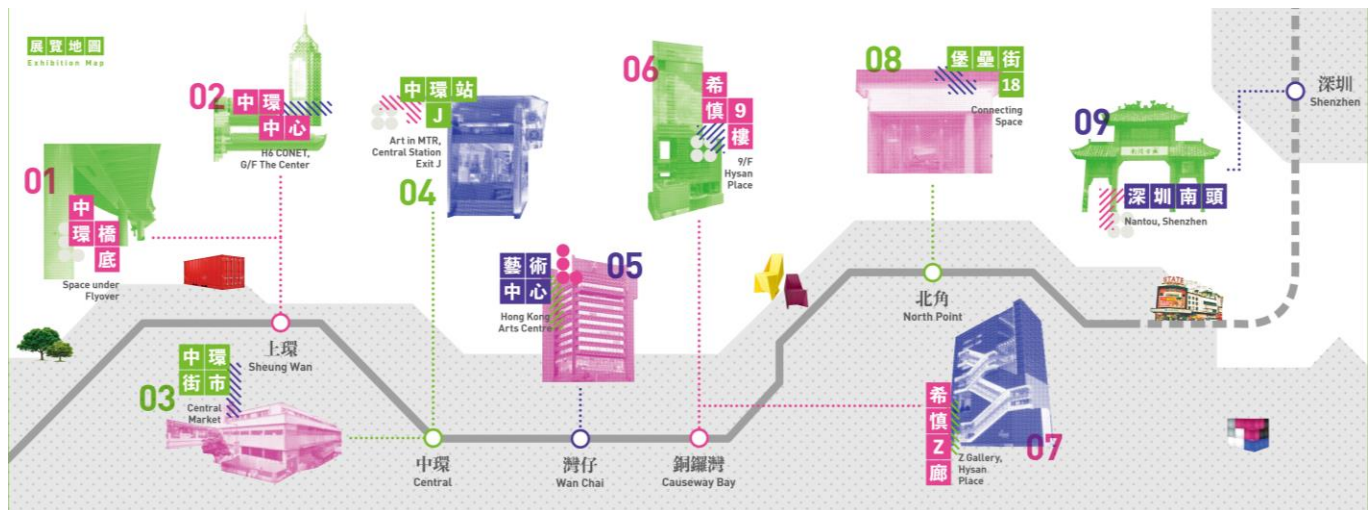 展覽地圖
Exhibition Map
01
中
環橋
底
Space under
Flyover
02
中環
中心
H6 CONET,
G/F The Center
上環
Sheung Wan
03
中環
街市
Central
Market
中環站
J
Art in MTR,
Central Station
Exit J
04
中環
Central
藝術
中心
05
Hong Kong
Arts Centre
灣仔
Wan Chai
06
希
慎9
樓
9/F
Hysan
Place
銅鑼灣
Causeway Bay
希
慎
Z
廊
07
Z Gallery,
Hysan
Place
08
堡壘街
18
Connecting
Space
北角
North Point
STATE
09
深圳南頭
Nantou, Shenzhen
深圳
Shenzhen